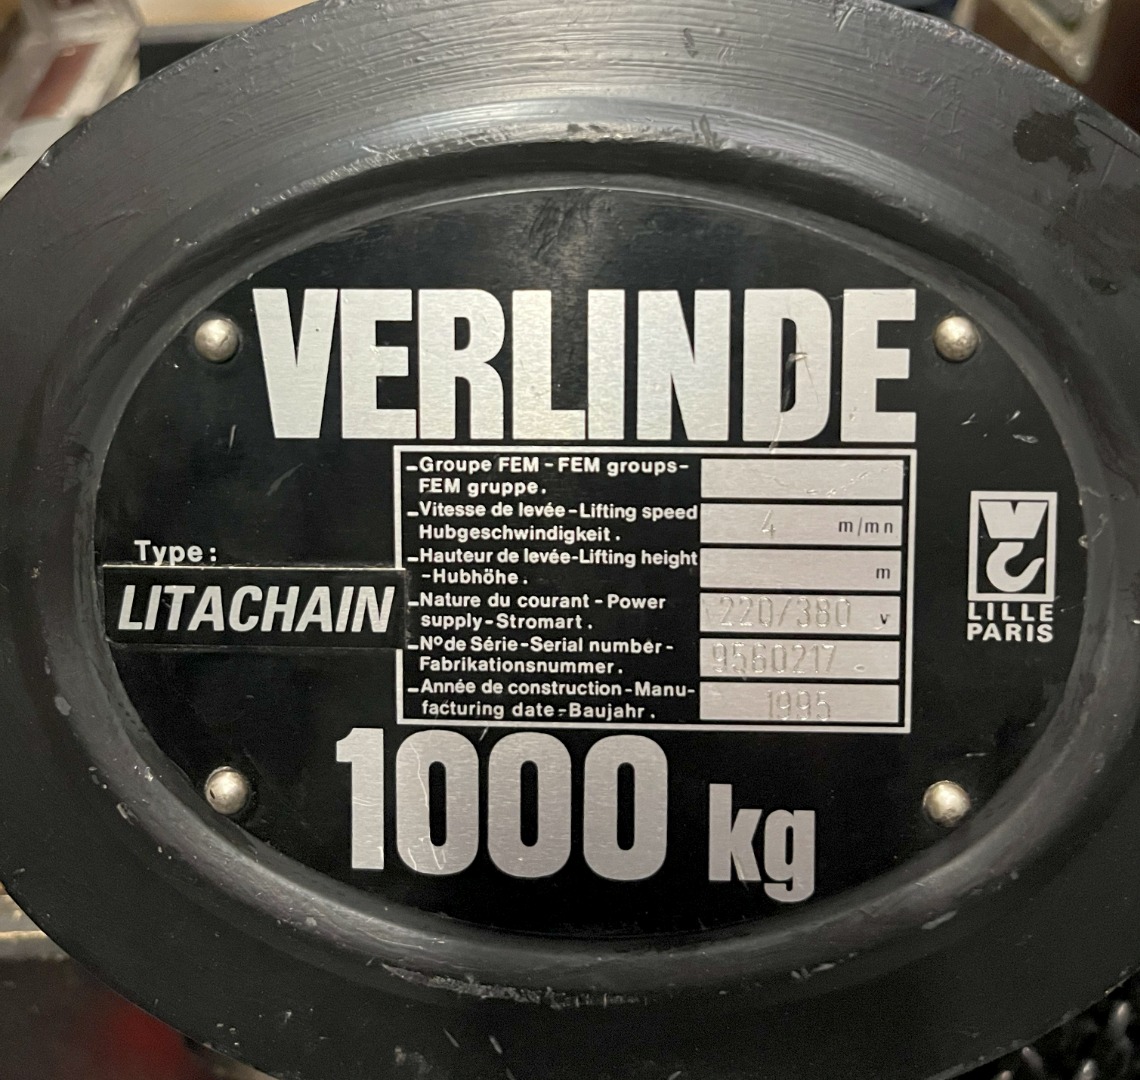 VERLINDE
-Groupe FEM-FEM groups-
FEM gruppe.
-Vitesse de levée-Lifting speed 4 m/mn
Hubgeschwindigkeit.
-Hauteur de levée-Lifting height m
-Hubhöhe.
-Nature du courant-Power 220/380 v
supply-Stromart.
-Nº de Série-Serial number- 9560217
Fabrikationsnummer.
-Année de construction-Manu- 1995
facturing date-Baujahr.
Type:
LITACHAIN
LILLE
PARIS
1000 kg